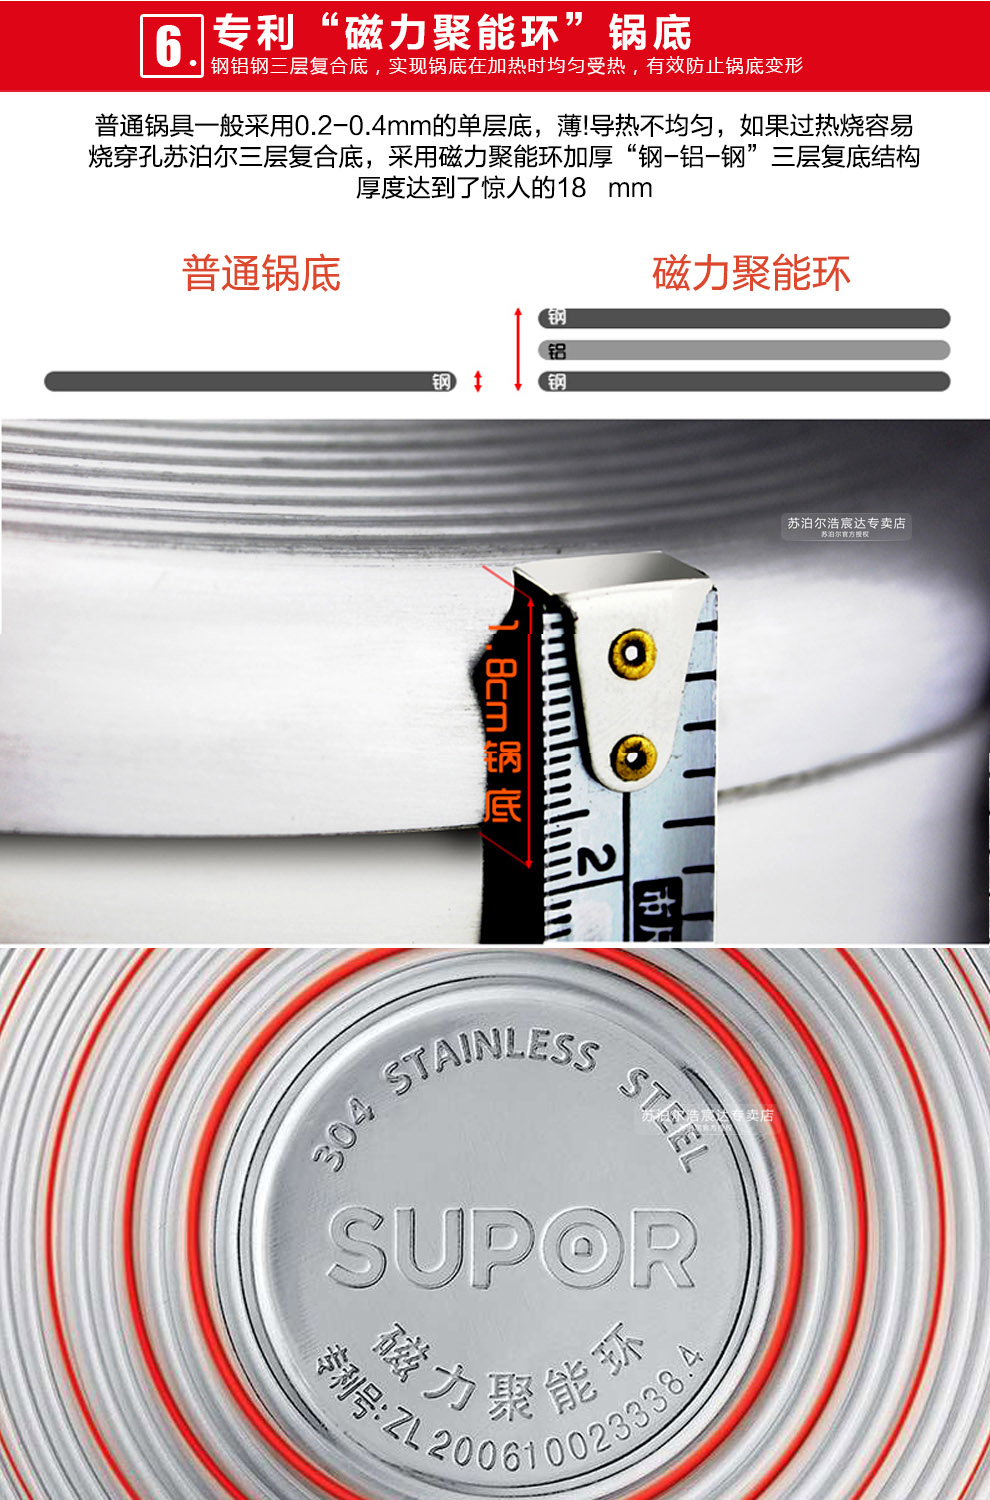 6.
专利“磁力聚能环”锅底
钢铝钢三层复合底，实现锅底在加热时均匀受热，有效防止锅底变形
普通锅具一般采用0.2-0.4mm的单层底，薄!导热不均匀，如果过热烧容易
烧穿孔苏泊尔三层复合底，采用磁力聚能环加厚“钢-铝-钢”三层复底结构
厚度达到了惊人的18 mm
普通锅底
磁力聚能环
钢
铝
钢
钢
苏泊尔浩宸达专卖店
苏泊尔官方授权
1.8cm锅底
2
市
304 STAINLESS STEEL
苏泊尔浩宸达专卖店
SUPOR
磁力聚能环
专利号:ZL200610023338.4